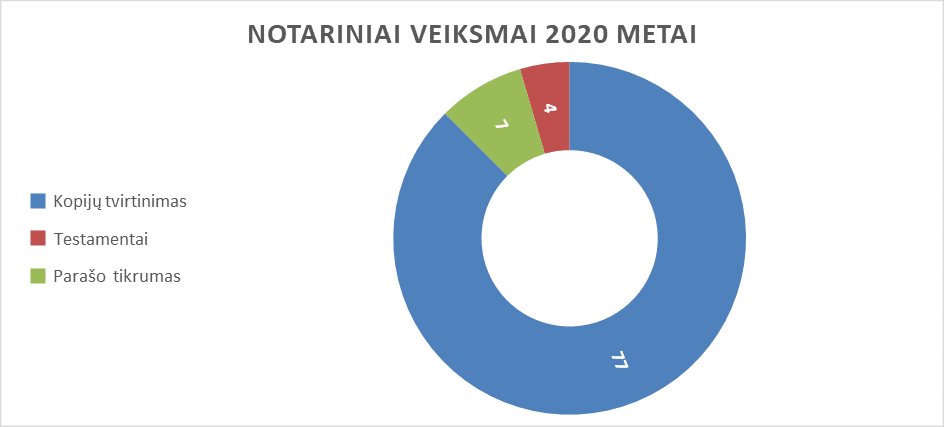 NOTARINIAI VEIKSMAI 2020 METAI
4
7
Kopijų tvirtinimas
Testamentai
Parašo tikrumas
77